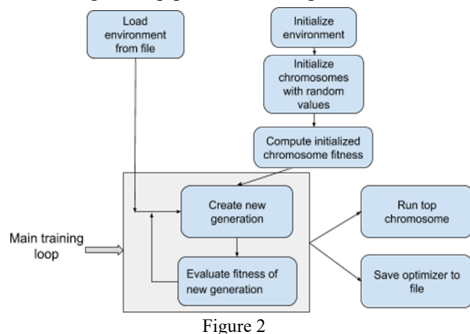 Load
environment
from file
Initialize
environment
Initialize
chromosomes
with random
values
Compute initialized
chromosome fitness
Create new
generation
Run top
chromosome
Main training
loop
Evaluate fitness of
new generation
Save optimizer to
file
Figure 2